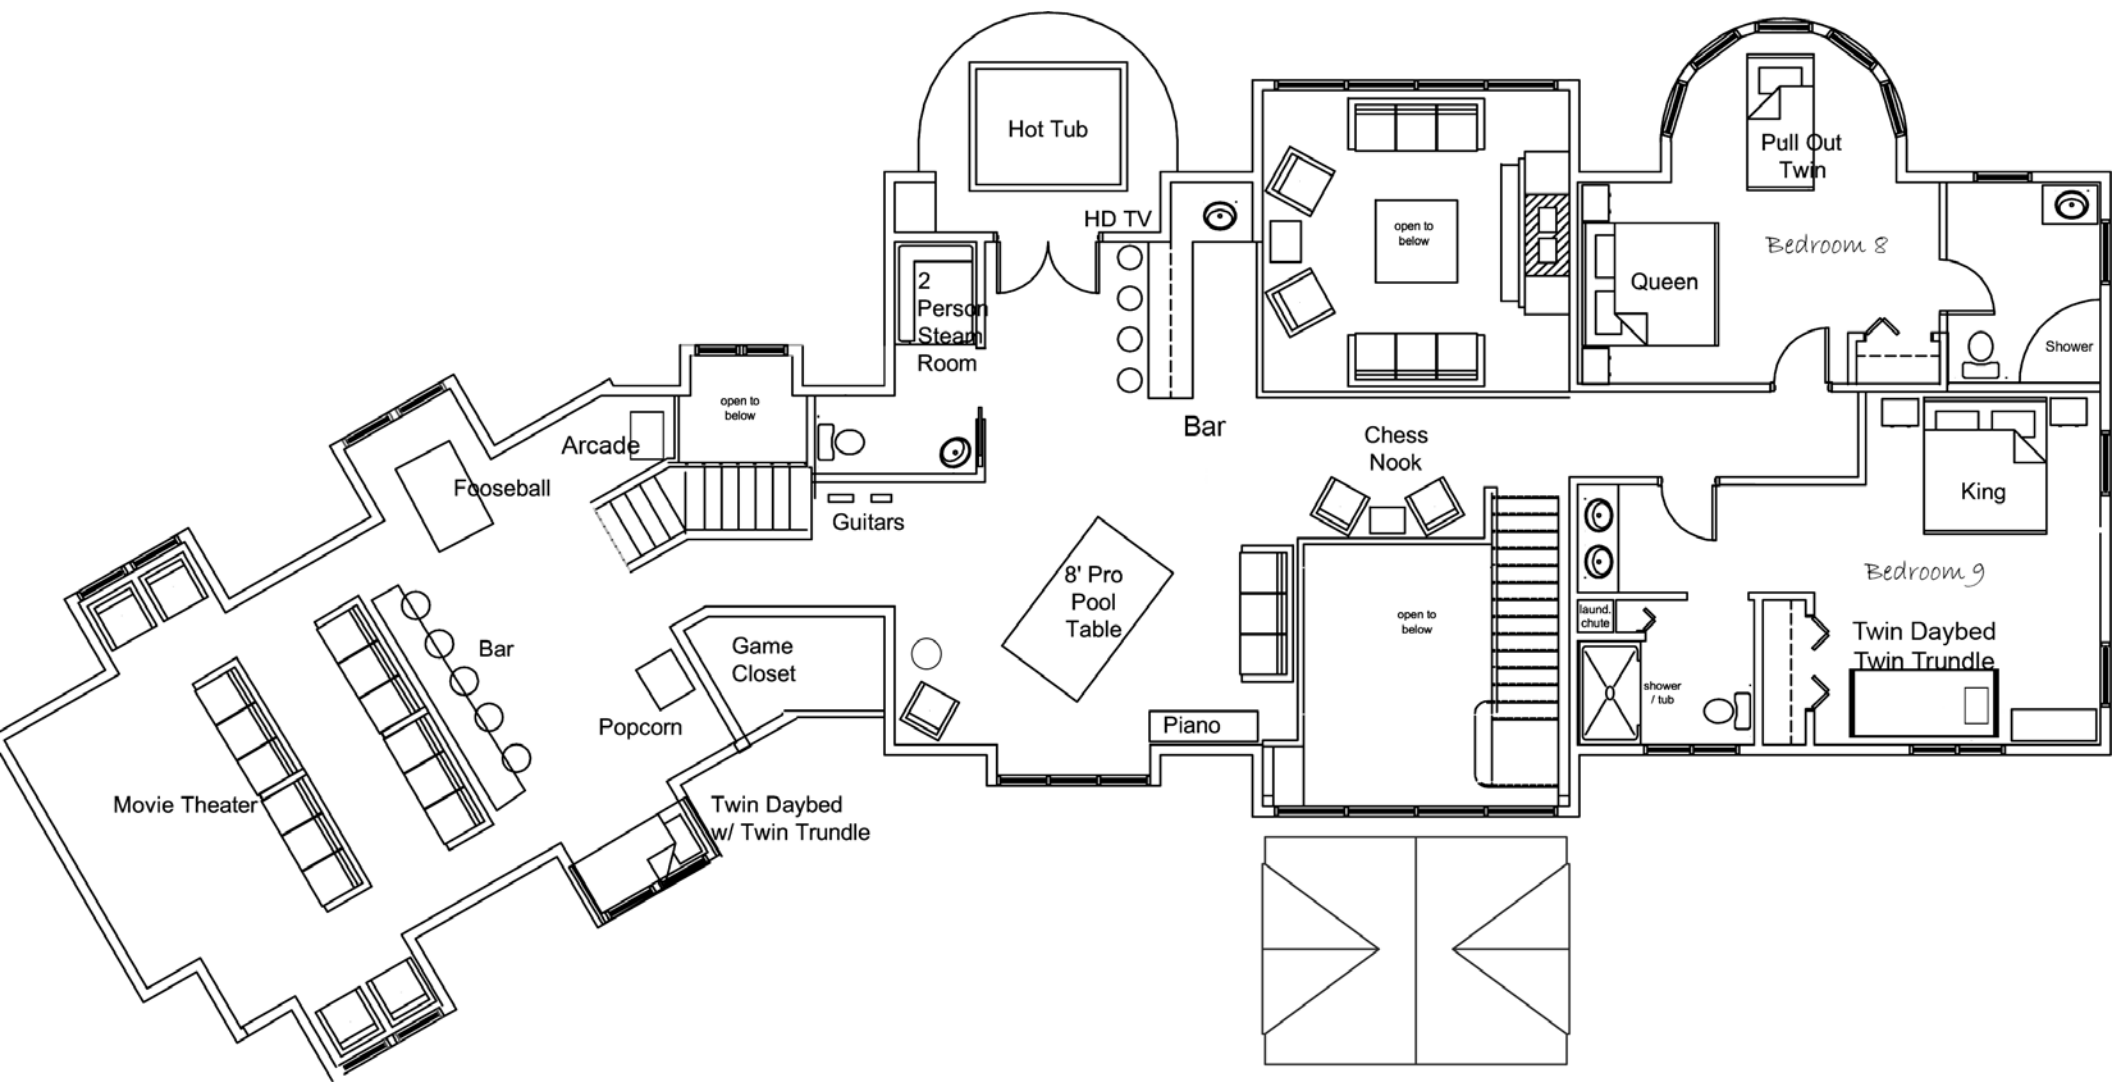 Hot Tub
Pull Out
Twin
HD TV
open to
below
Bedroom 8
2
Person
Steam
Room
Queen
Shower
open to
below
Arcade
Bar
Chess
Nook
Fooseball
Guitars
King
8' Pro
Pool
Table
Bedroom 9
open to
below
laund.
chute
Bar
Game
Closet
Twin Daybed
Twin Trundle
shower
/ tub
Popcorn
Piano
Movie Theater
Twin Daybed
w/ Twin Trundle